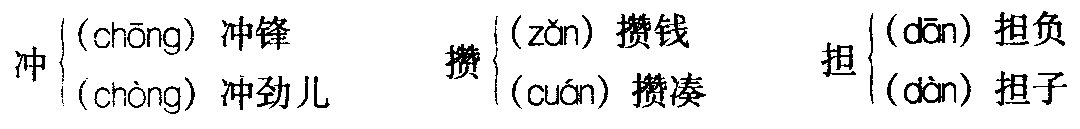 冲 (chōng) 冲锋 (chòng) 冲劲儿
攒 (zǎn) 攒钱 (cuán) 攒凑
担 (dān) 担负 (dàn) 担子